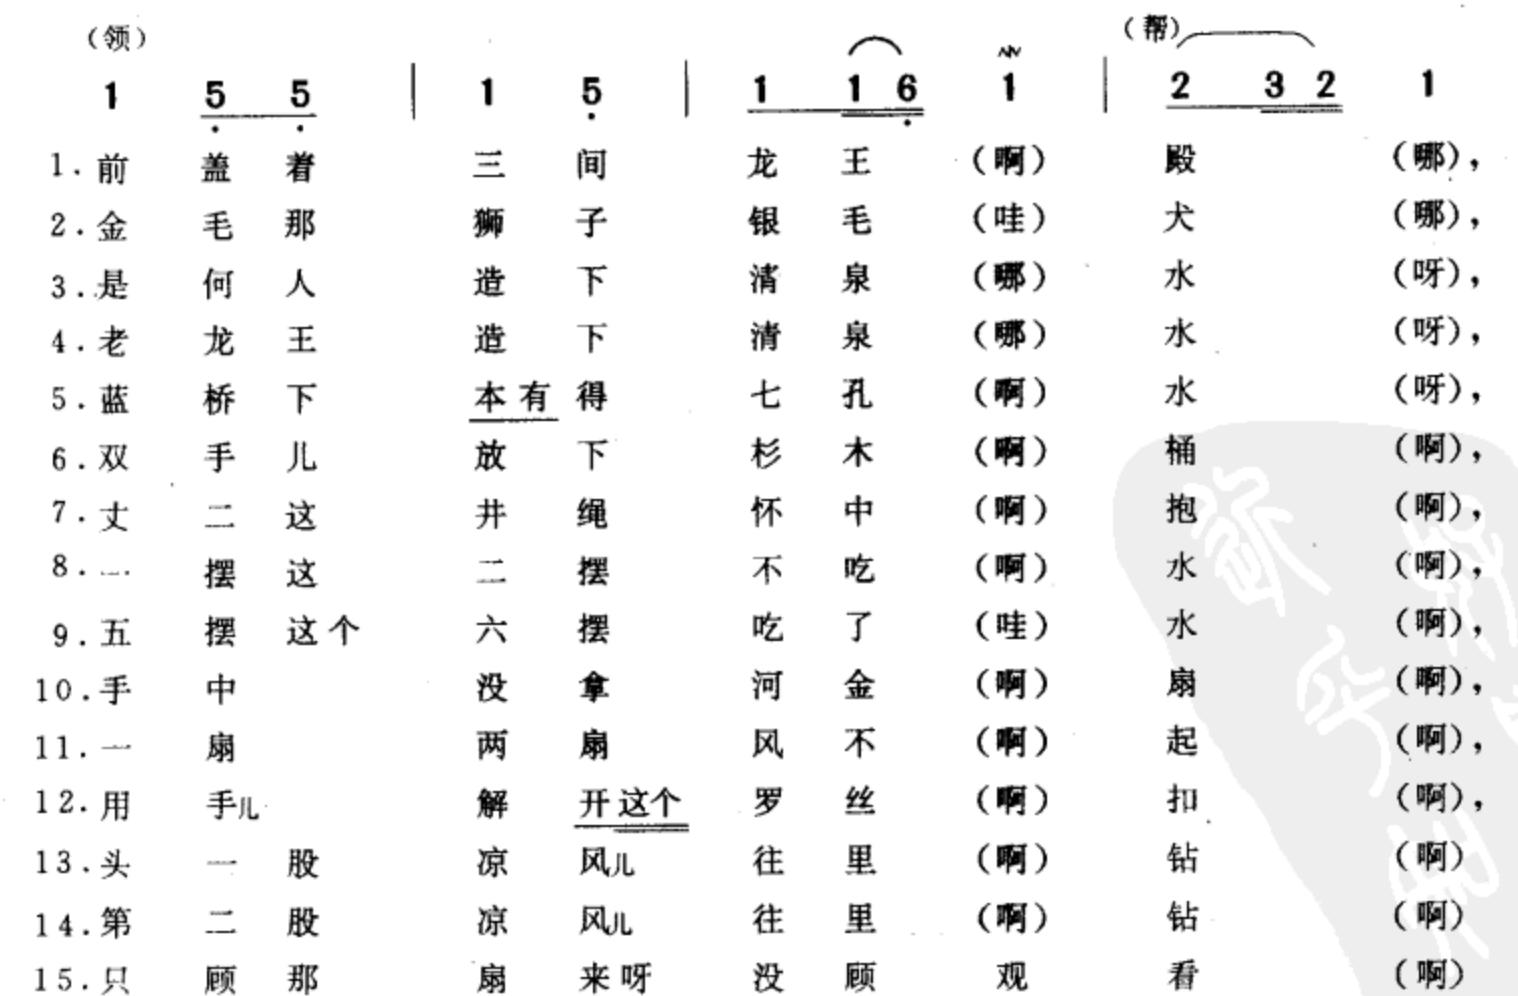 （领） （帮）
1 5 5 | 1 5 | 1 1 6 1 | 2 3 2 1
1.前 盖 着 三 间 龙 王 （啊） 殿 （哪），
2.金 毛 那 狮 子 银 毛 （哇） 犬 （哪），
3.是 何 人 造 下 清 泉 （哪） 水 （呀），
4.老 龙 王 造 下 清 泉 （哪） 水 （呀），
5.蓝 桥 下 本 有 得 七 孔 （啊） 水 （呀），
6.双 手 儿 放 下 杉 木 （啊） 桶 （啊），
7.丈 二 这 井 绳 怀 中 （啊） 抱 （啊），
8.一 摆 这 二 摆 不 吃 （啊） 水 （啊），
9.五 摆 这个 六 摆 吃 了 （哇） 水 （啊），
10.手 中 没 拿 河 金 （啊） 扇 （啊），
11.一 扇 两 扇 风 不 （啊） 起 （啊），
12.用 手儿 解 开这个 罗 丝 （啊） 扣 （啊），
13.头 一 股 凉 风儿 往 里 （啊） 钻 （啊）
14.第 二 股 凉 风儿 往 里 （啊） 钻 （啊）
15.只 顾 那 扇 来呀 没 顾 观 看 （啊）